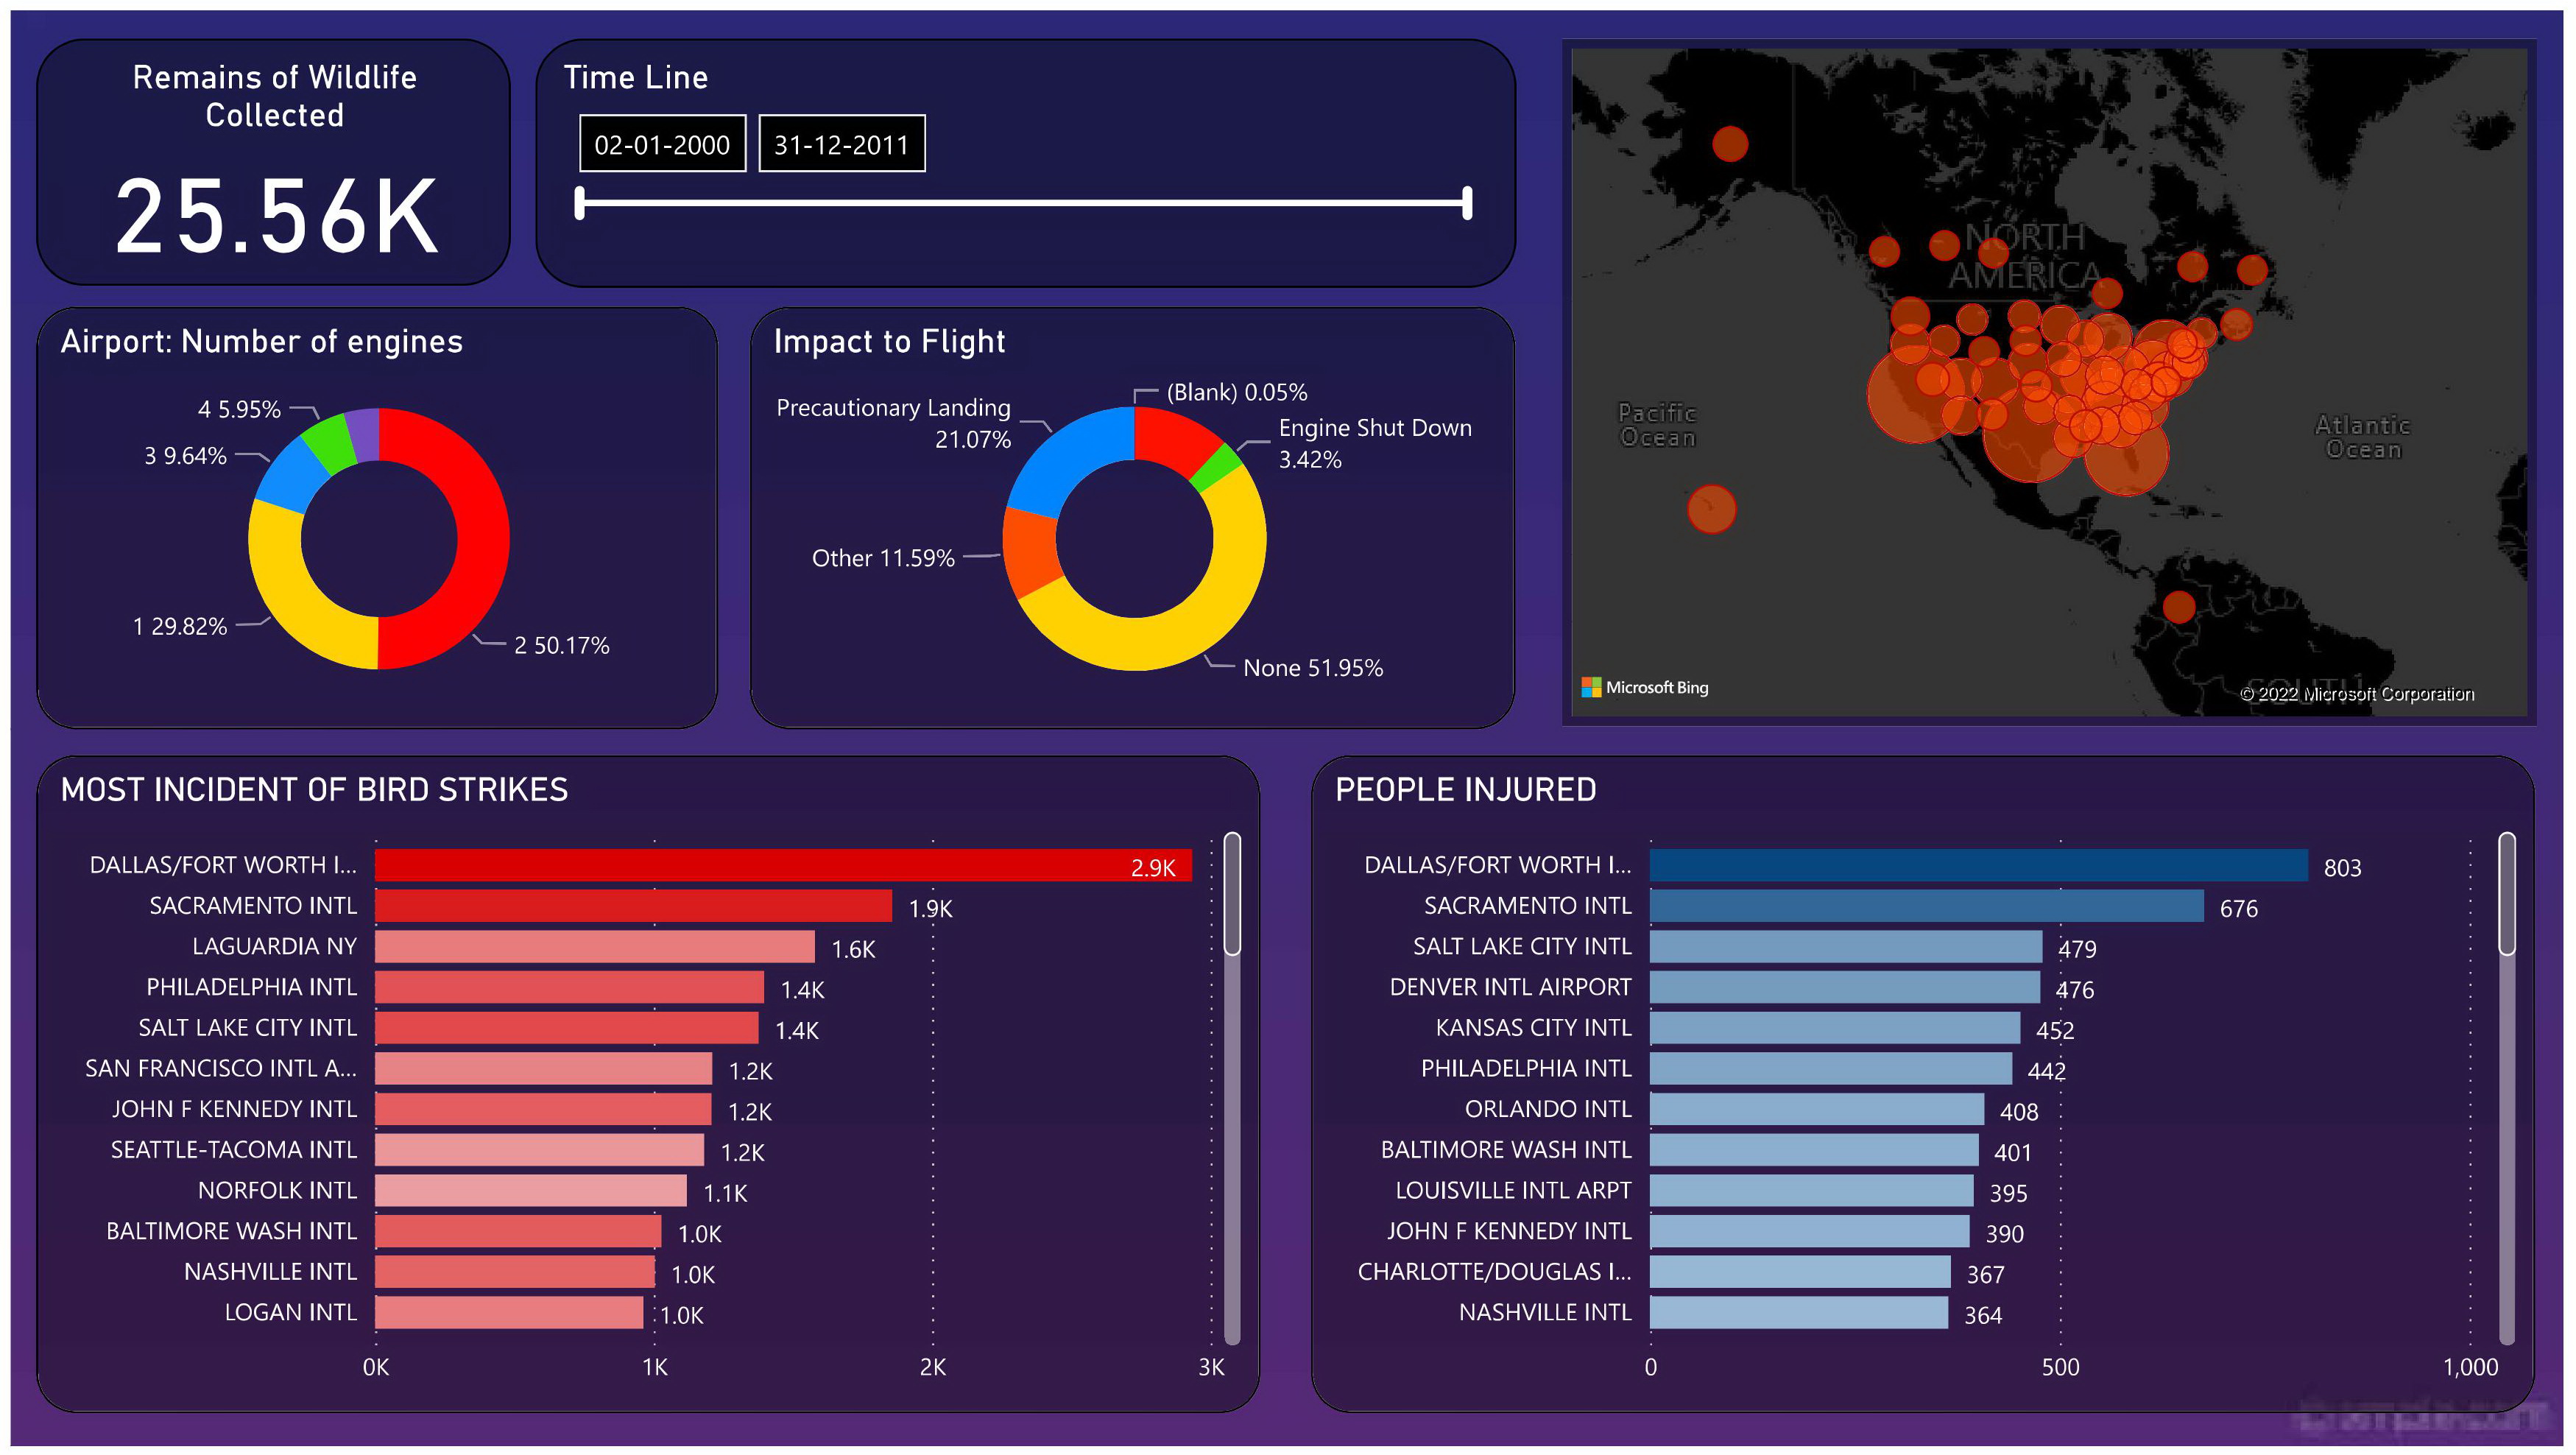 Remains of Wildlife
Collected
25.56K
Time Line
02-01-2000
31-12-2011
Airport: Number of engines
4 5.95%
3 9.64%
1 29.82%
2 50.17%
Impact to Flight
(Blank) 0.05%
Precautionary Landing
21.07%
Engine Shut Down
3.42%
Other 11.59%
None 51.95%
NORTH
AMERICA
Pacific
Ocean
Atlantic
Ocean
Microsoft Bing
SOUTH
© 2022 Microsoft Corporation
MOST INCIDENT OF BIRD STRIKES
DALLAS/FORT WORTH I... 2.9K
SACRAMENTO INTL 1.9K
LAGUARDIA NY 1.6K
PHILADELPHIA INTL 1.4K
SALT LAKE CITY INTL 1.4K
SAN FRANCISCO INTL A... 1.2K
JOHN F KENNEDY INTL 1.2K
SEATTLE-TACOMA INTL 1.2K
NORFOLK INTL 1.1K
BALTIMORE WASH INTL 1.0K
NASHVILLE INTL 1.0K
LOGAN INTL 1.0K
0K 1K 2K 3K
PEOPLE INJURED
DALLAS/FORT WORTH I... 803
SACRAMENTO INTL 676
SALT LAKE CITY INTL 479
DENVER INTL AIRPORT 476
KANSAS CITY INTL 452
PHILADELPHIA INTL 442
ORLANDO INTL 408
BALTIMORE WASH INTL 401
LOUISVILLE INTL ARPT 395
JOHN F KENNEDY INTL 390
CHARLOTTE/DOUGLAS I... 367
NASHVILLE INTL 364
0 500 1,000